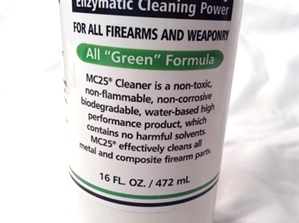 Enzymatic Cleaning Power
FOR ALL FIREARMS AND WEAPONRY
All "Green" Formula
MC25® Cleaner is a non-toxic,
non-flammable, non-corrosive
biodegradable, water-based high
performance product, which
contains no harmful solvents.
MC25® effectively cleans all
metal and composite firearm parts.
16 FL. OZ. / 472 mL